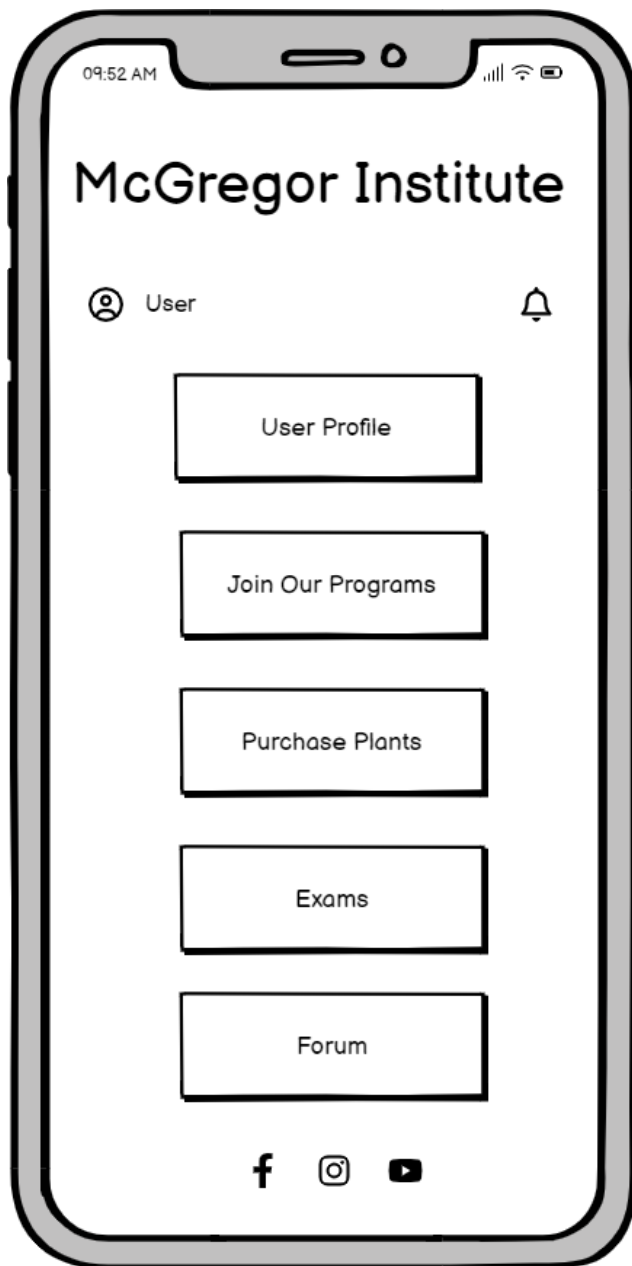 09:52 AM
McGregor Institute
User
User Profile
Join Our Programs
Purchase Plants
Exams
Forum